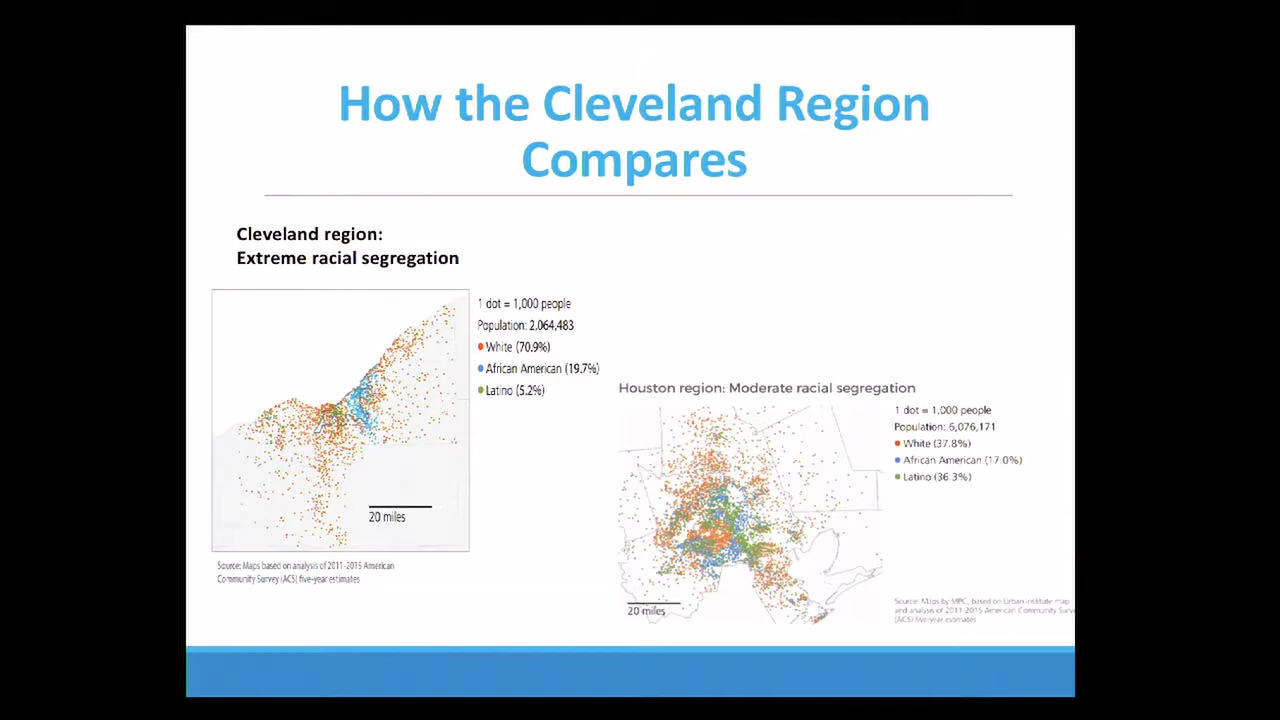 How the Cleveland Region
Compares
Cleveland region:
Extreme racial segregation
1 dot = 1,000 people
Population: 2,064,483
White (70.9%)
African American (19.7%)
Latino (5.2%)
20 miles
Source: Maps based on analysis of 2011-2015 American
Community Survey (ACS) five-year estimates
Houston region: Moderate racial segregation
1 dot = 1,000 people
Population: 6,076,171
White (37.8%)
African American (17.0%)
Latino (36.3%)
20 miles
Source: Maps by MPC, based on Urban Institute map
and analysis of 2011-2015 American Community Surv
(ACS) five-year estimates